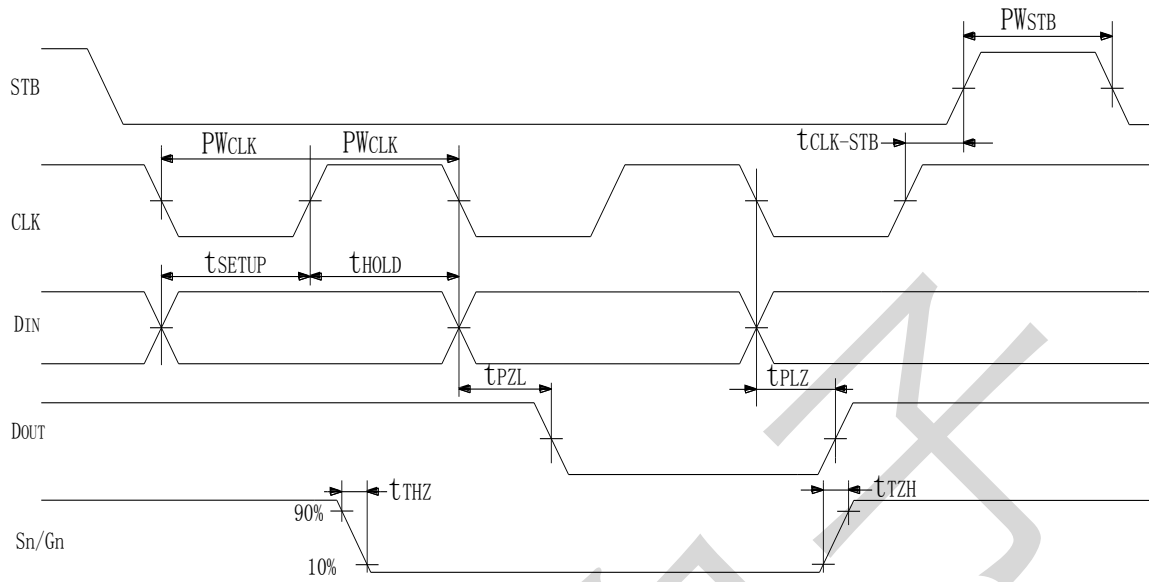 PWSTB
STB
tCLK-STB
PWCLK PWCLK
CLK
tSETUP tHOLD
DIN
tPZL tPLZ
DOUT
tTHZ tTZH
90%
Sn/Gn
10%